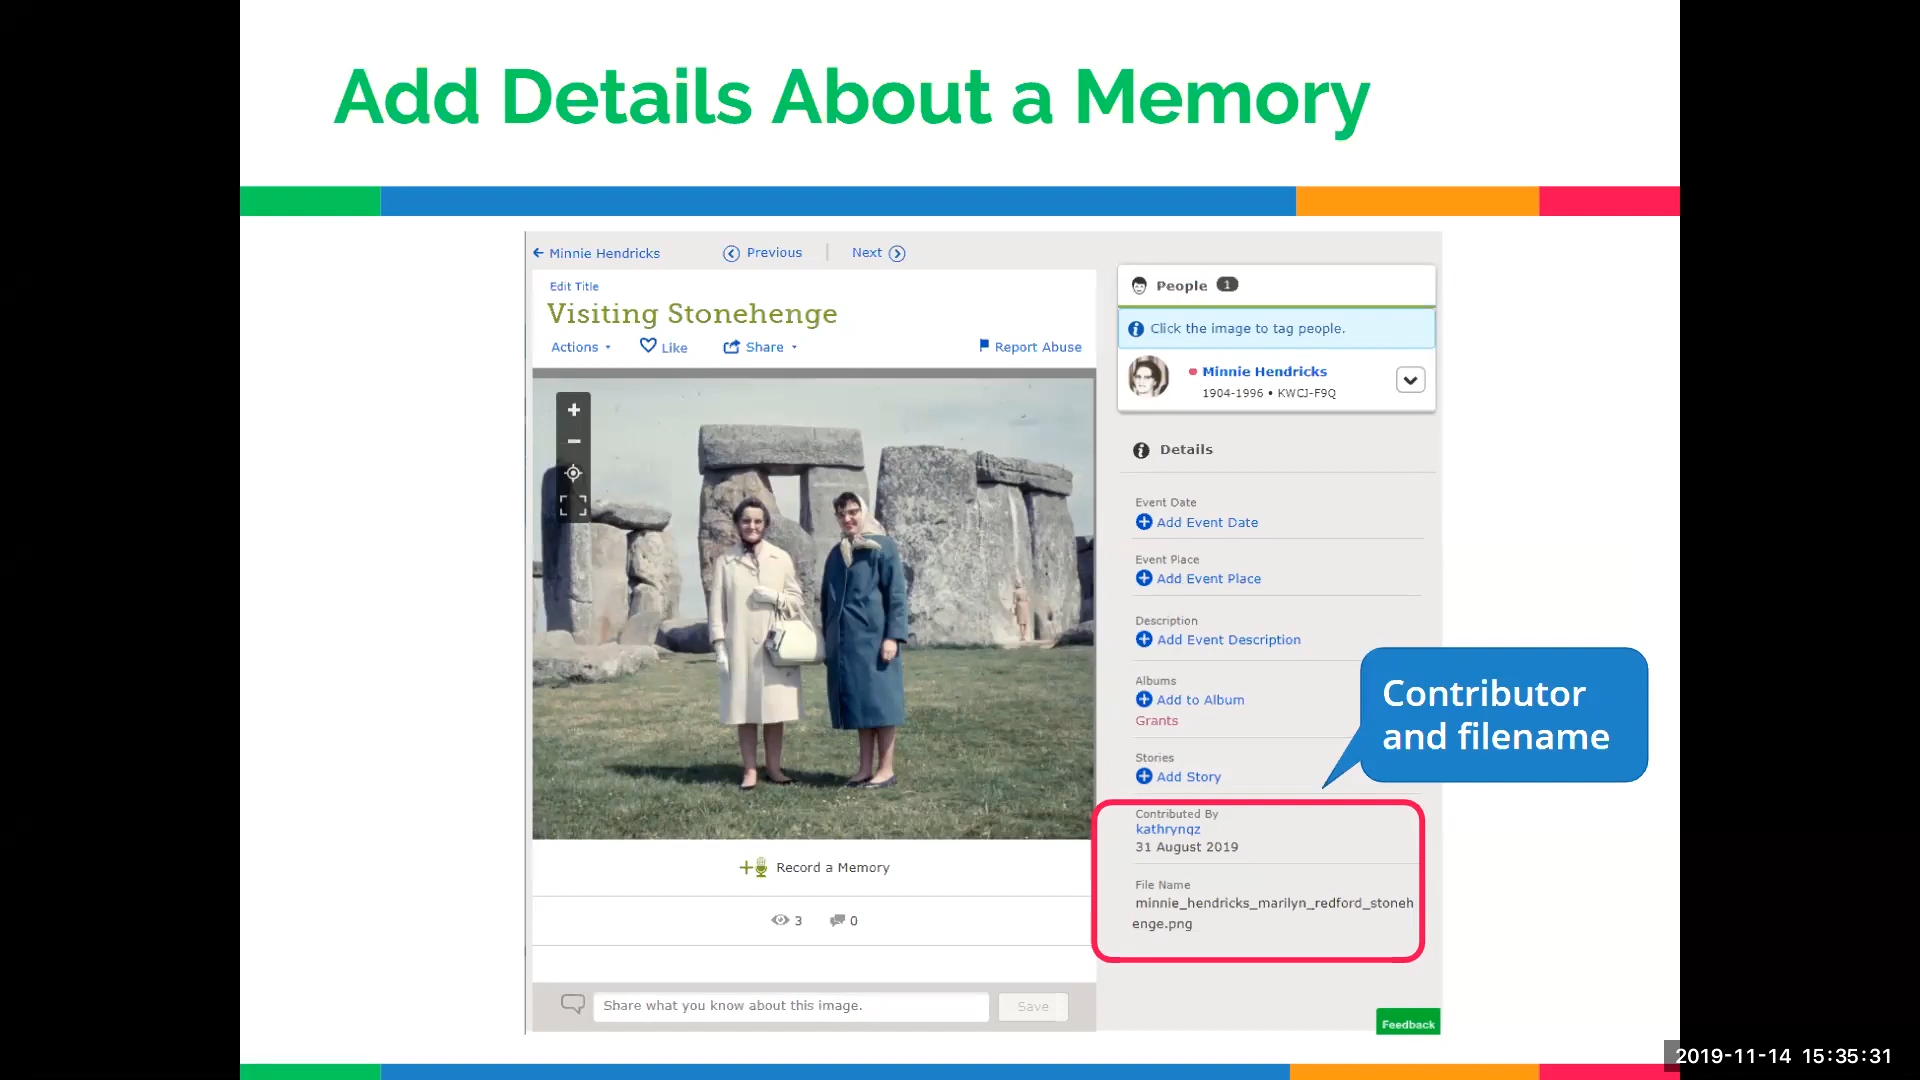 Add Details About a Memory
Minnie Hendricks
Previous
Next
Edit Title
Visiting Stonehenge
Actions
Like
Share
Report Abuse
Record a Memory
3
0
Share what you know about this image.
Save
People 1
Click the image to tag people.
Minnie Hendricks
1904-1996 • KWCJ-F9Q
Details
Event Date
Add Event Date
Event Place
Add Event Place
Description
Add Event Description
Albums
Add to Album
Grants
Stories
Add Story
Contributor
and filename
Contributed By
kathrynqz
31 August 2019
File Name
minnie_hendricks_marilyn_redford_stoneh
enge.png
Feedback
2019-11-14 15:35:31